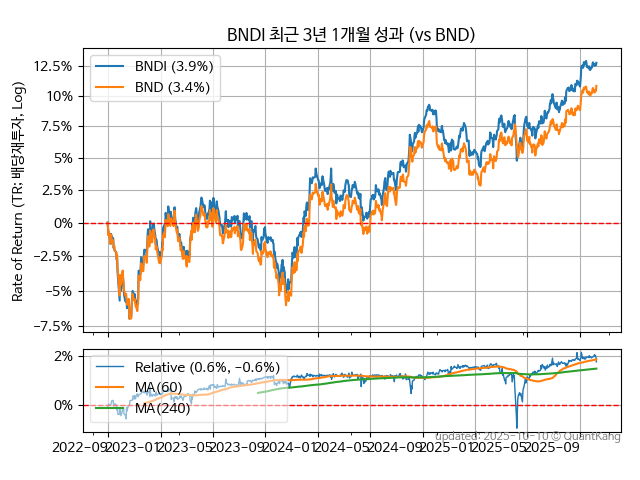 BNDI 최근 3년 1개월 성과 (vs BND)
Rate of Return (TR: 배당재투자, Log)
12.5%
10%
7.5%
5%
2.5%
0%
−2.5%
−5%
−7.5%
BNDI (3.9%)
BND (3.4%)
2%
0%
Relative (0.6%, −0.6%)
MA(60)
MA(240)
2022-09
2023-01
2023-05
2023-09
2024-01
2024-05
2024-09
2025-01
2025-05
2025-09
updated: 2025-10-10 © QuantKang